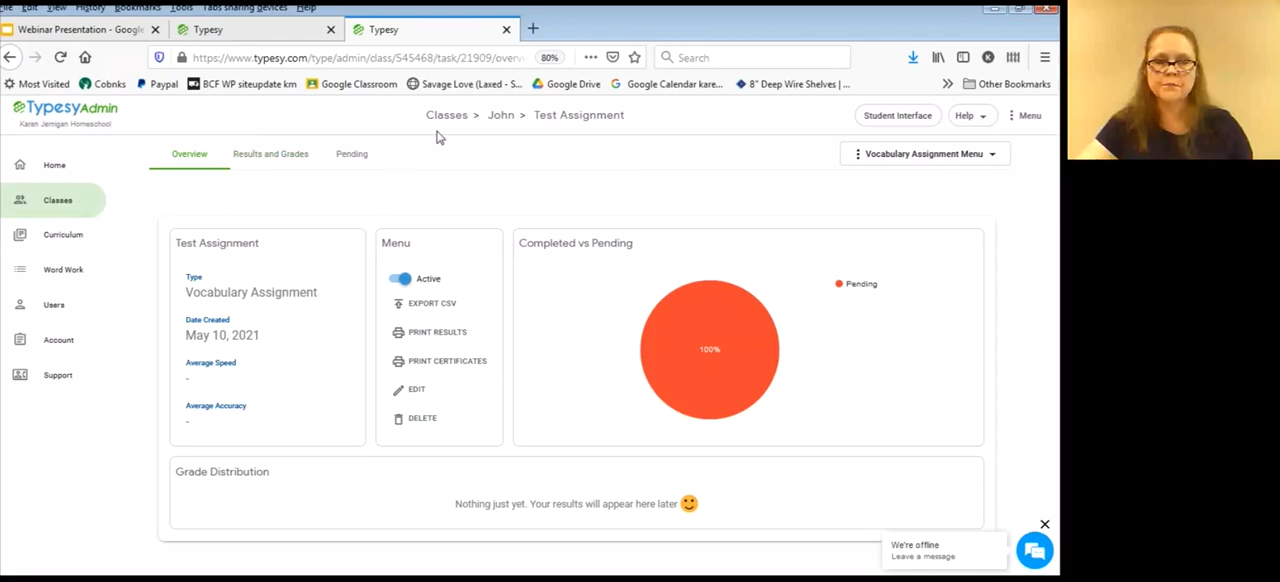 File Edit View History Bookmarks Tools Tabs sharing devices Help
Webinar Presentation - Google
Typesy
Typesy
https://www.typesy.com/type/admin/class/545468/task/21909/overv
80%
Search
Most Visited
Cobnks
Paypal
BCF WP siteupdate km
Google Classroom
Savage Love (Laxed - S...
Google Drive
Google Calendar kare...
8" Deep Wire Shelves | ...
Other Bookmarks
TypesyAdmin
Karen Jernigan Homeschool
Classes > John > Test Assignment
Student Interface
Help
Menu
Home
Classes
Curriculum
Word Work
Users
Account
Support
Overview
Results and Grades
Pending
Vocabulary Assignment Menu
Test Assignment
Type
Vocabulary Assignment
Date Created
May 10, 2021
Average Speed
-
Average Accuracy
-
Menu
Active
EXPORT CSV
PRINT RESULTS
PRINT CERTIFICATES
EDIT
DELETE
Completed vs Pending
100%
Pending
Grade Distribution
Nothing just yet. Your results will appear here later 🙂
We're offline
Leave a message